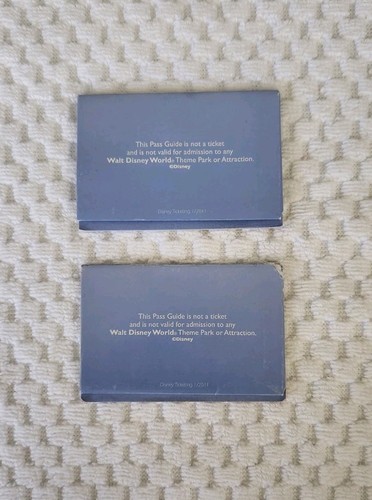 This Pass Guide is not a ticket
and is not valid for admission to any
Walt Disney World® Theme Park or Attraction.
©Disney
This Pass Guide is not a ticket
and is not valid for admission to any
Walt Disney World® Theme Park or Attraction.
©Disney